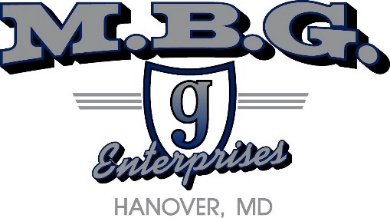 M.B.G.
g
Enterprises
HANOVER, MD